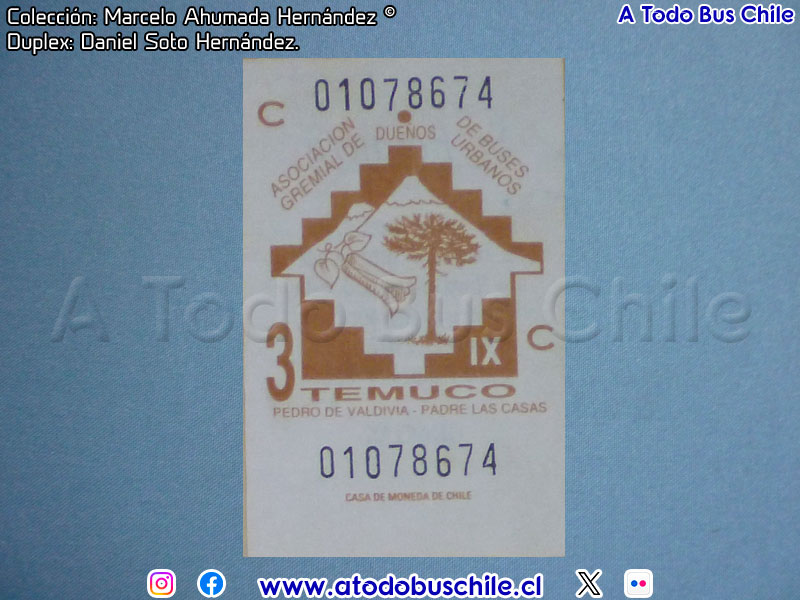 Colección: Marcelo Ahumada Hernández ©
Duplex: Daniel Soto Hernández.
A Todo Bus Chile
01078674
C
ASOCIACION
GREMIAL DE
DUEÑOS
DE BUSES
URBANOS
A Todo Bus Chile
3
IX
C
TEMUCO
PEDRO DE VALDIVIA - PADRE LAS CASAS
01078674
CASA DE MONEDA DE CHILE
www.atodobuschile.cl